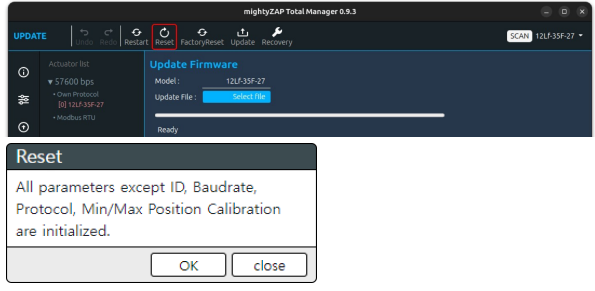 mightyZAP Total Manager 0.9.3
UPDATE Undo Redo Restart Reset FactoryReset Update Recovery SCAN 12Lf-35F-27
Actuator list
Update Firmware
▾ 57600 bps
Model : 12Lf-35F-27
• Own Protocol
Update File : Select file
[0] 12Lf-35F-27
• Modbus RTU
Ready
Reset
All parameters except ID, Baudrate,
Protocol, Min/Max Position Calibration
are initialized.
OK close